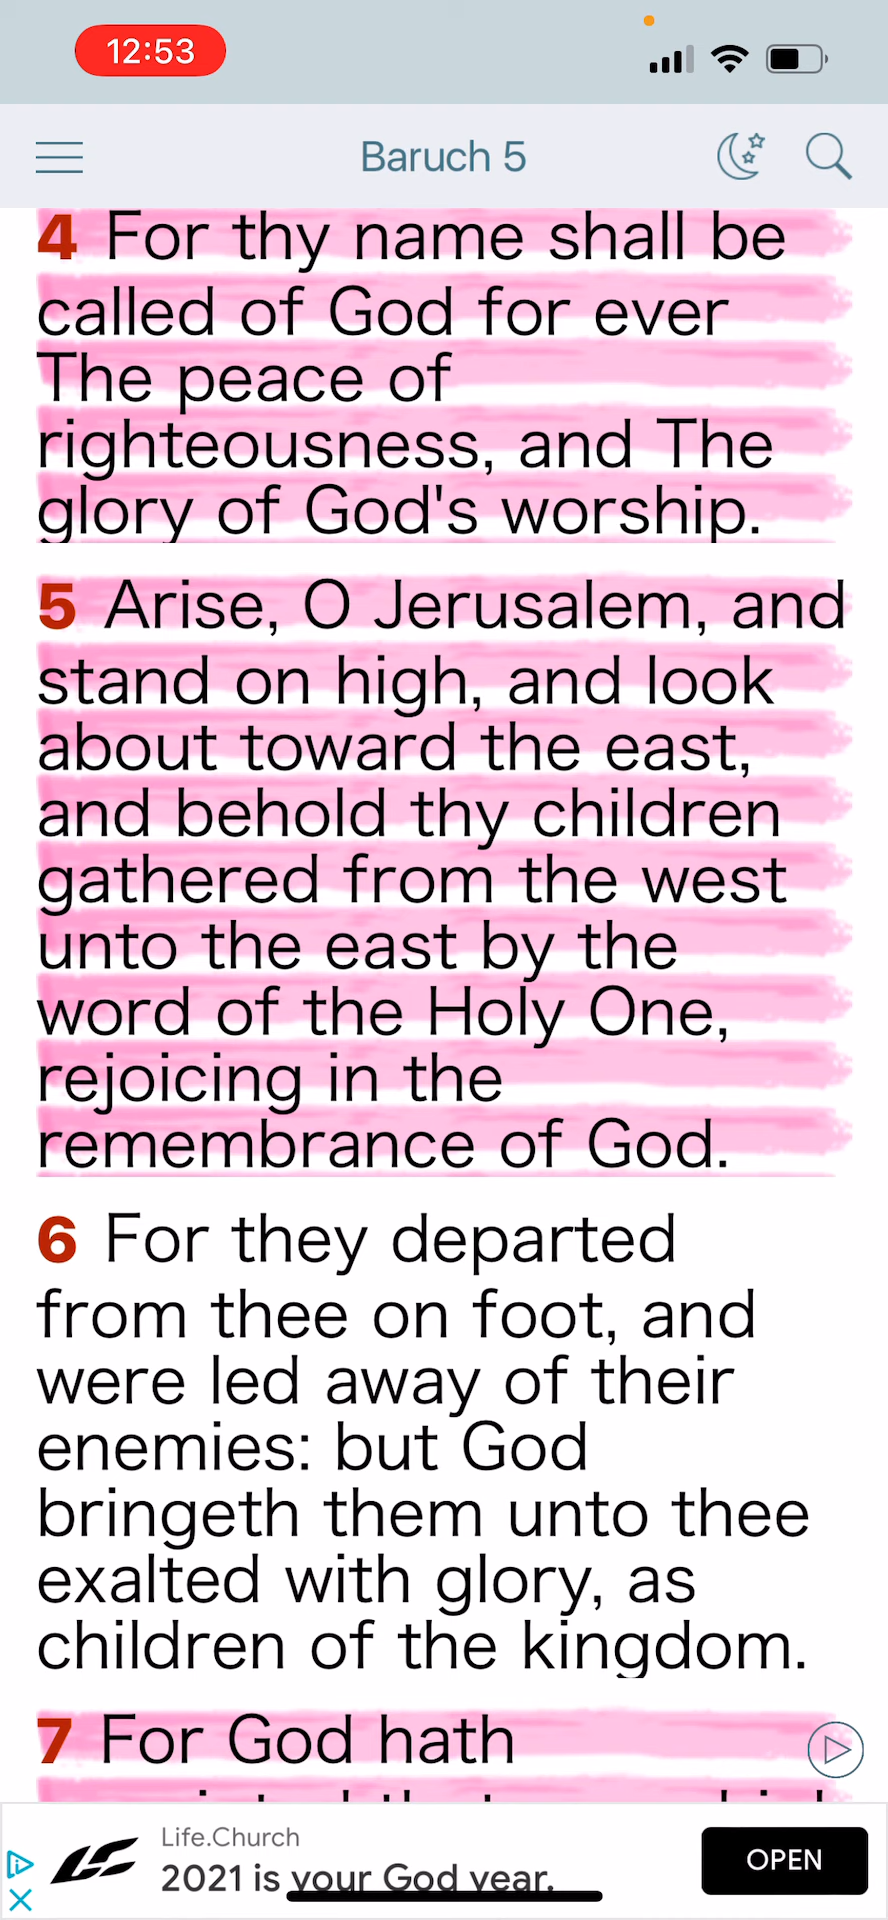 12:53
Baruch 5
4 For thy name shall be
called of God for ever
The peace of
righteousness, and The
glory of God's worship.
5 Arise, O Jerusalem, and
stand on high, and look
about toward the east,
and behold thy children
gathered from the west
unto the east by the
word of the Holy One,
rejoicing in the
remembrance of God.
6 For they departed
from thee on foot, and
were led away of their
enemies: but God
bringeth them unto thee
exalted with glory, as
children of the kingdom.
7 For God hath
Life.Church
2021 is your God year.
OPEN